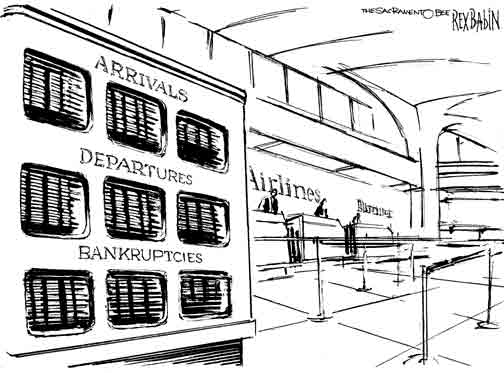 THE SACRAMENTO BEE
REX BABIN
ARRIVALS
DEPARTURES
BANKRUPTCIES
Airlines